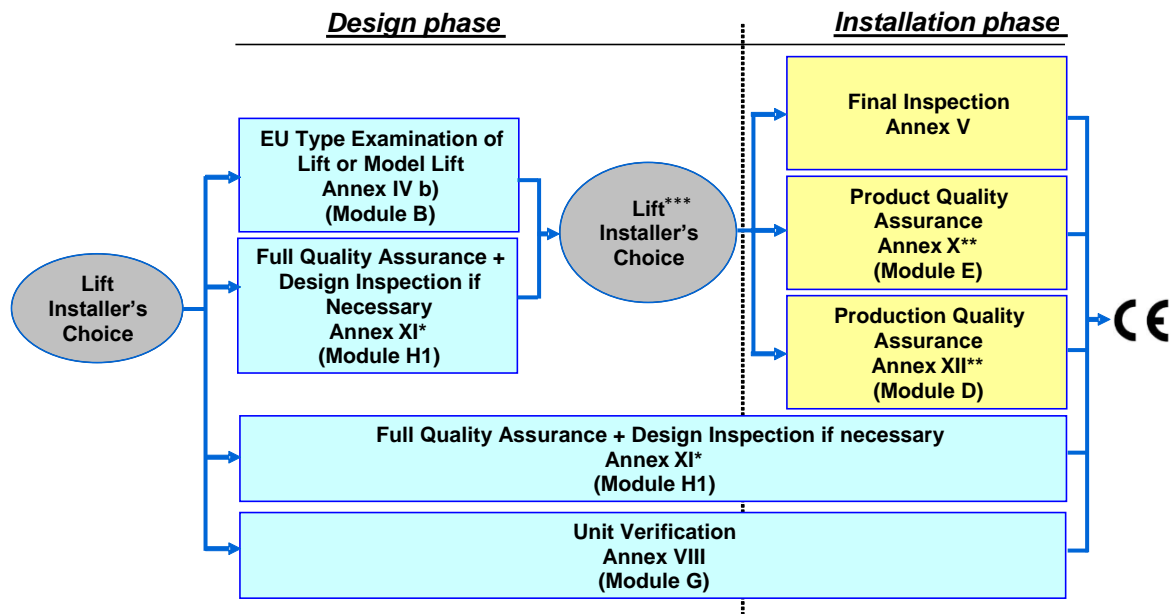 Design phase
Installation phase
EU Type Examination of
Lift or Model Lift
Annex IV b)
(Module B)
Full Quality Assurance +
Design Inspection if
Necessary
Annex XI*
(Module H1)
Lift
Installer’s
Choice
Lift***
Installer’s
Choice
Final Inspection
Annex V
Product Quality
Assurance
Annex X**
(Module E)
Production Quality
Assurance
Annex XII**
(Module D)
CE
Full Quality Assurance + Design Inspection if necessary
Annex XI*
(Module H1)
Unit Verification
Annex VIII
(Module G)